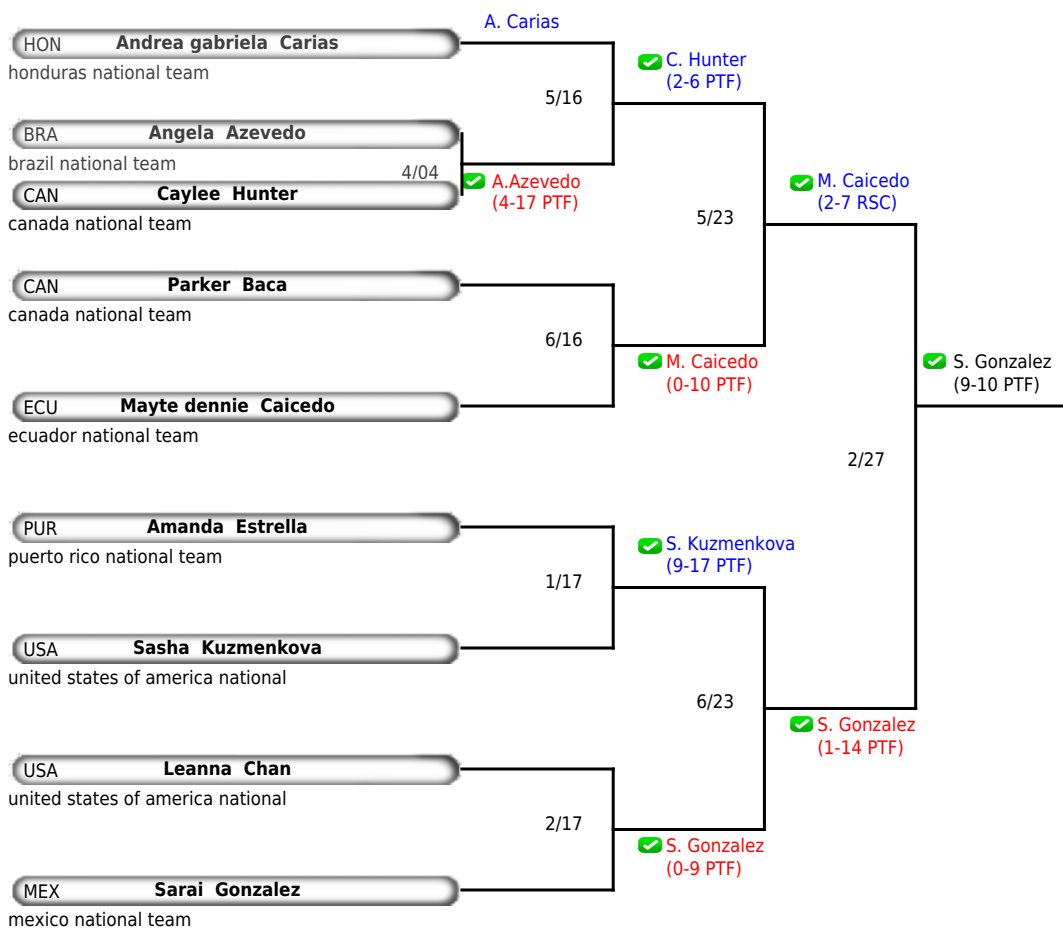 A. Carias
HON Andrea gabriela Carias
honduras national team
C. Hunter
(2-6 PTF)
5/16
BRA Angela Azevedo
brazil national team
4/04
A.Azevedo
(4-17 PTF)
CAN Caylee Hunter
canada national team
M. Caicedo
(2-7 RSC)
5/23
CAN Parker Baca
canada national team
6/16
M. Caicedo
(0-10 PTF)
S. Gonzalez
(9-10 PTF)
ECU Mayte dennie Caicedo
ecuador national team
2/27
PUR Amanda Estrella
puerto rico national team
S. Kuzmenkova
(9-17 PTF)
1/17
USA Sasha Kuzmenkova
united states of america national
6/23
S. Gonzalez
(1-14 PTF)
USA Leanna Chan
united states of america national
2/17
S. Gonzalez
(0-9 PTF)
MEX Sarai Gonzalez
mexico national team